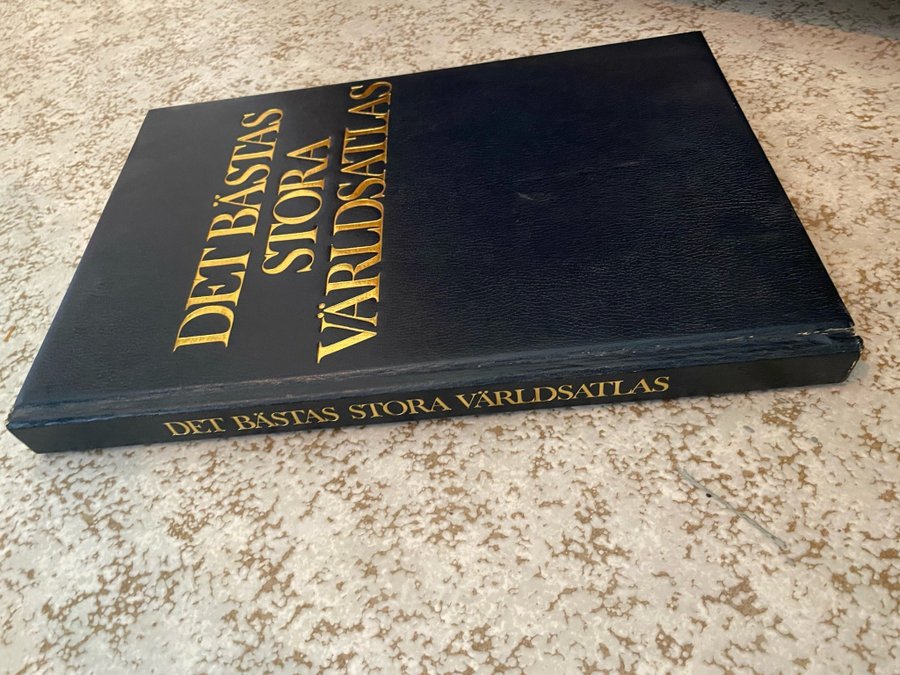 DET BÄSTAS
STORA
VÄRLDSATLAS
DET BÄSTAS STORA VÄRLDSATLAS